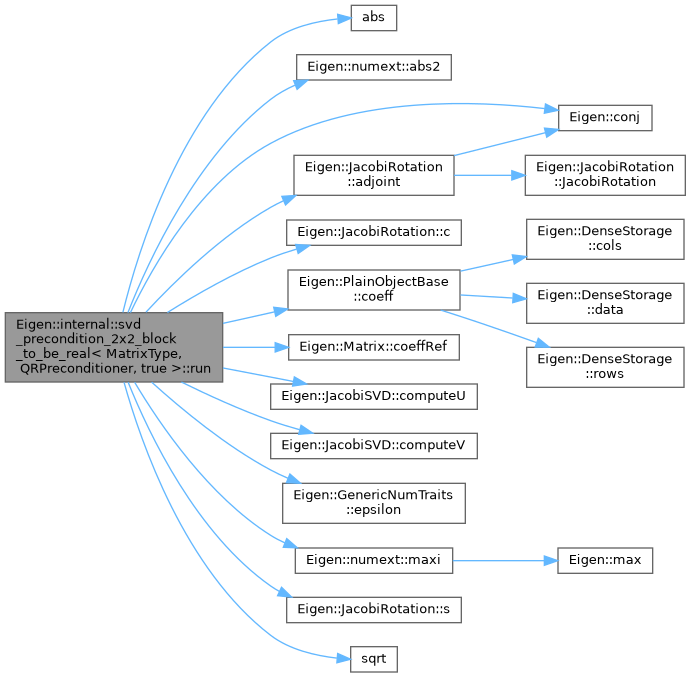 abs
Eigen::numext::abs2
Eigen::conj
Eigen::JacobiRotation
::adjoint
Eigen::JacobiRotation
::JacobiRotation
Eigen::JacobiRotation::c
Eigen::DenseStorage
::cols
Eigen::PlainObjectBase
::coeff
Eigen::DenseStorage
::data
Eigen::internal::svd
_precondition_2x2_block
_to_be_real< MatrixType,
QRPreconditioner, true >::run
Eigen::Matrix::coeffRef
Eigen::DenseStorage
::rows
Eigen::JacobiSVD::computeU
Eigen::JacobiSVD::computeV
Eigen::GenericNumTraits
::epsilon
Eigen::numext::maxi
Eigen::max
Eigen::JacobiRotation::s
sqrt